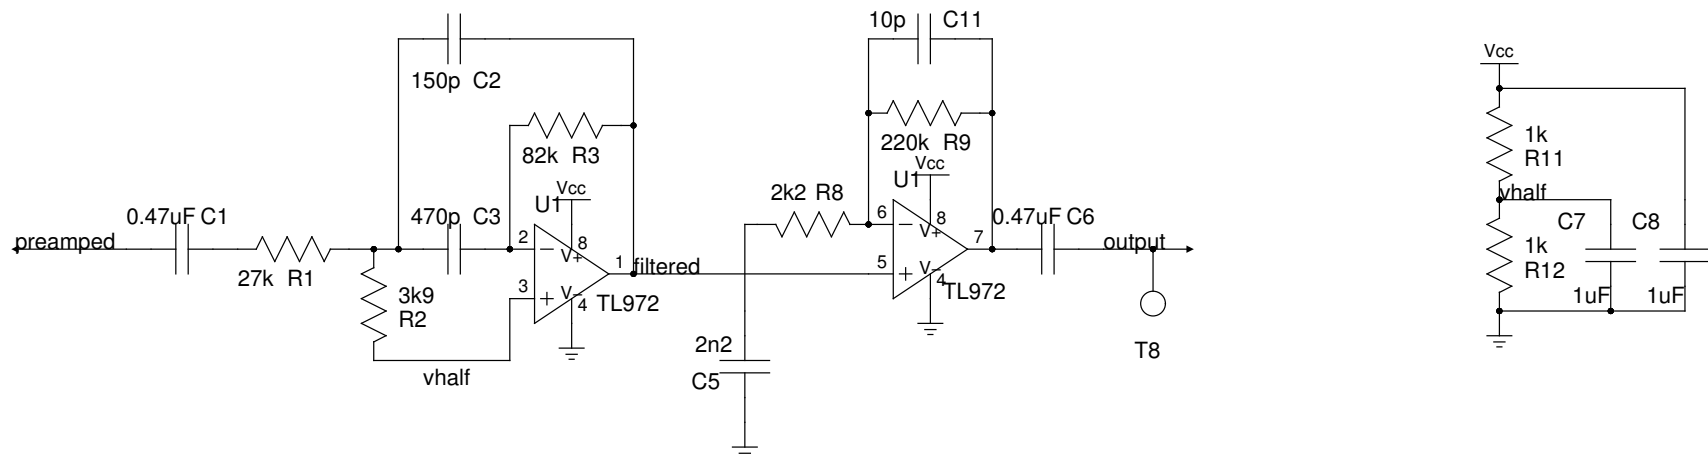 10p C11
150p C2
220k R9
82k R3
Vcc
U1
8
V+
2
3
1
V-
4
TL972
0.47uF C1
preamped
27k R1
470p C3
3k9
R2
vhalf
filtered
2k2 R8
Vcc
U1
8
V+
6
5
7
V-
4
TL972
0.47uF C6
output
T8
2n2
C5
Vcc
1k
R11
vhalf
1k
R12
C7
1uF
C8
1uF